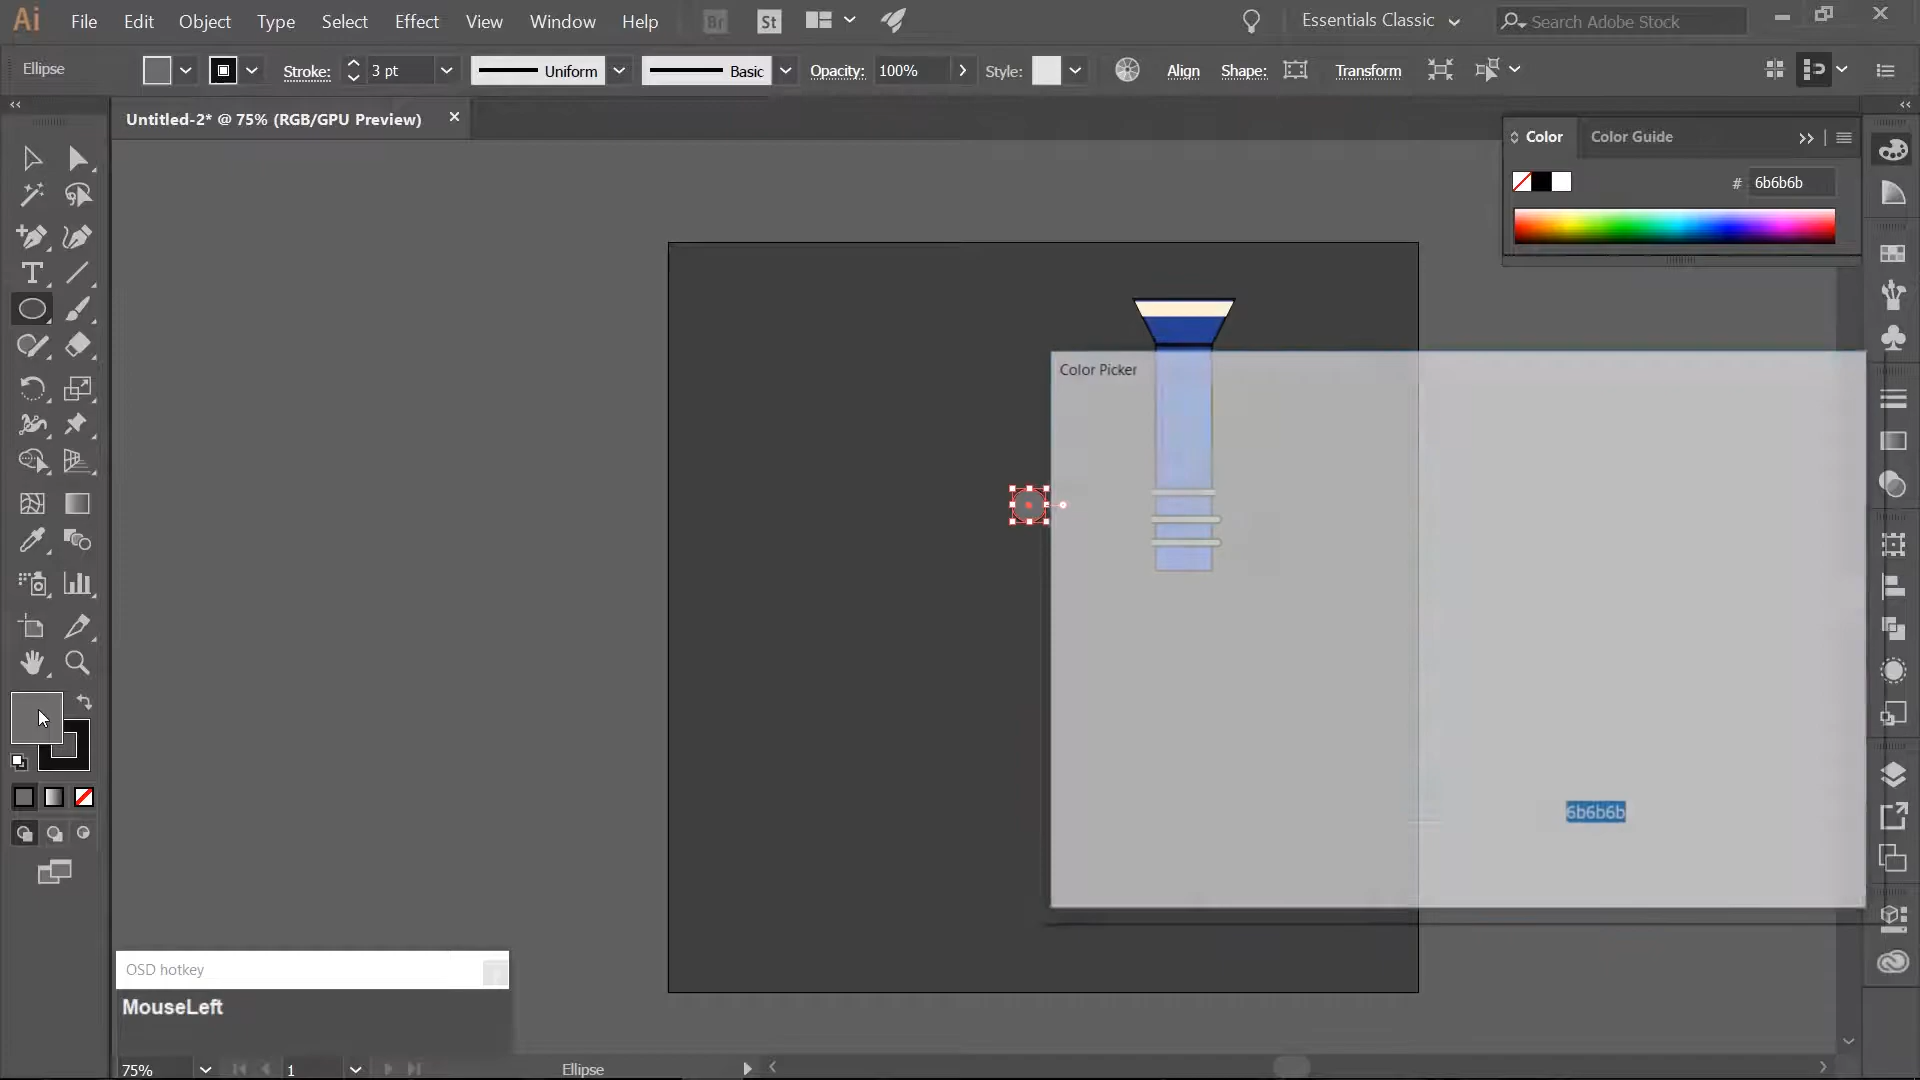 Ai File Edit Object Type Select Effect View Window Help Br St Essentials Classic Search Adobe Stock
Ellipse Stroke: 3 pt Uniform Basic Opacity: 100% Style: Align Shape: Transform
Untitled-2* @ 75% (RGB/GPU Preview)
Color Color Guide
# 6b6b6b
Color Picker
6b6b6b
OSD hotkey
MouseLeft
75% 1 Ellipse